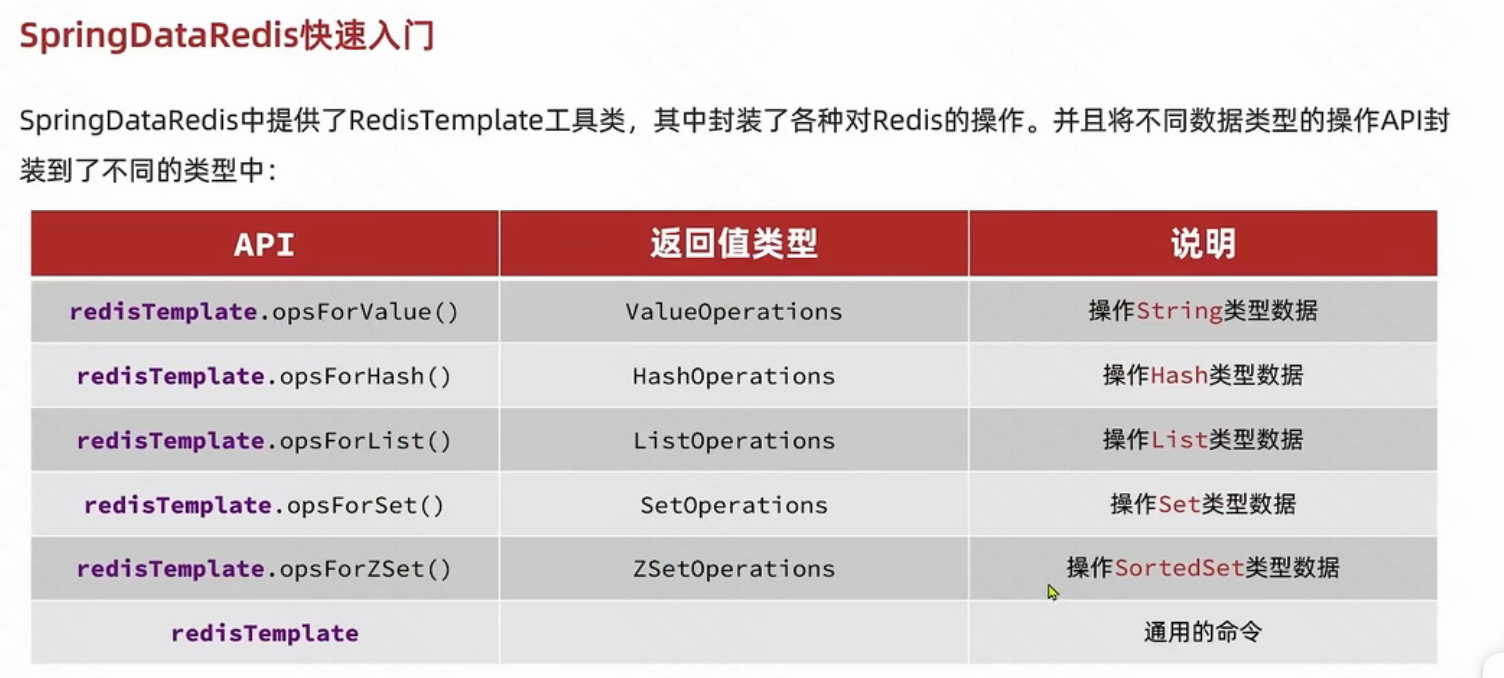 SpringDataRedis快速入门
SpringDataRedis中提供了RedisTemplate工具类，其中封装了各种对Redis的操作。并且将不同数据类型的操作API封
装到了不同的类型中：
API 返回值类型 说明
redisTemplate.opsForValue() ValueOperations 操作String类型数据
redisTemplate.opsForHash() HashOperations 操作Hash类型数据
redisTemplate.opsForList() ListOperations 操作List类型数据
redisTemplate.opsForSet() SetOperations 操作Set类型数据
redisTemplate.opsForZSet() ZSetOperations 操作SortedSet类型数据
redisTemplate 通用的命令